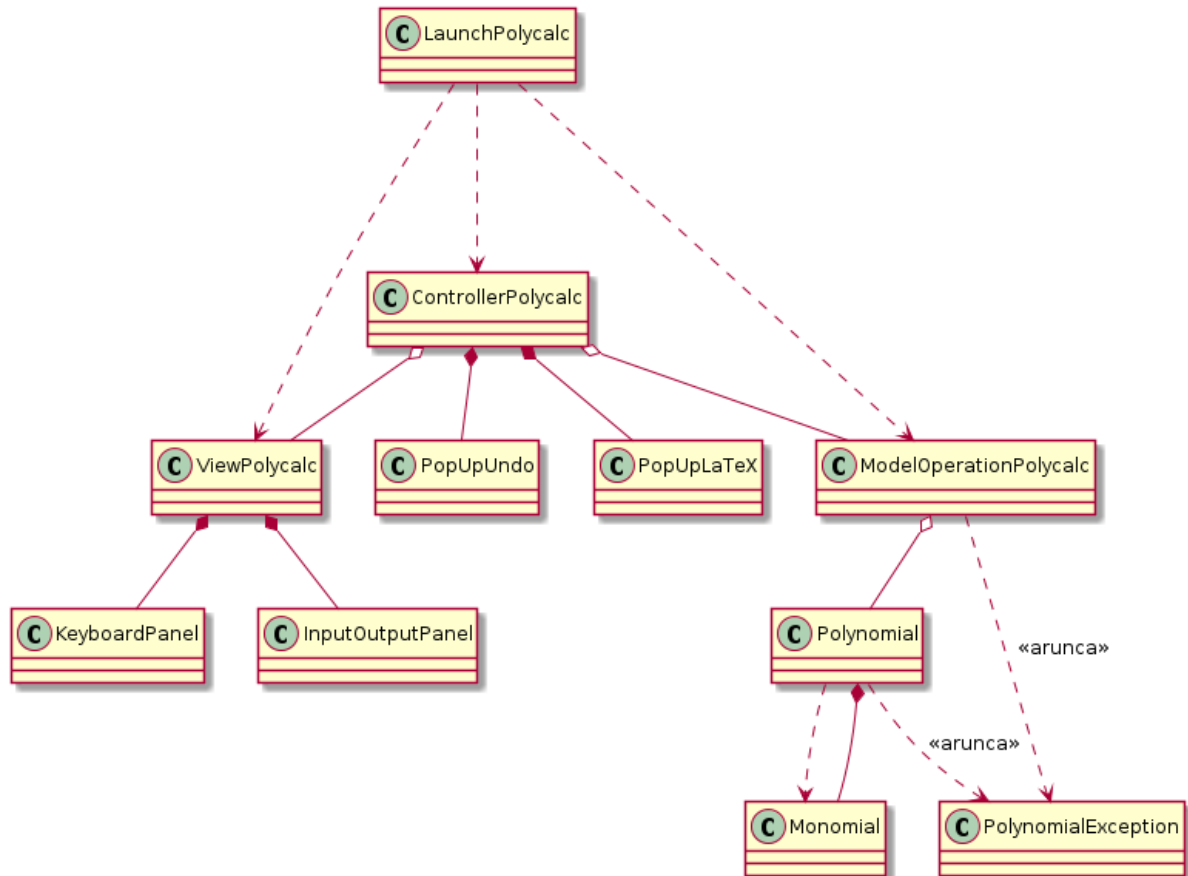 C LaunchPolycalc
C ControllerPolycalc
C ViewPolycalc
C PopUpUndo
C PopUpLaTeX
C ModelOperationPolycalc
C KeyboardPanel
C InputOutputPanel
C Polynomial
«arunca»
«arunca»
C Monomial
C PolynomialException